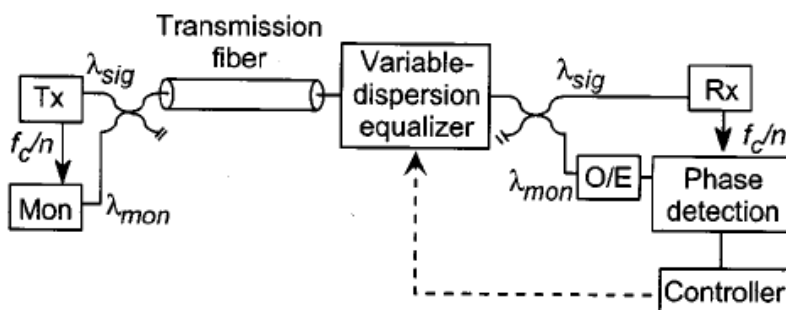 Transmission
fiber
λsig
Tx
fc/n
Mon
λmon
Variable-
dispersion
equalizer
λsig
Rx
fc/n
λmon
O/E
Phase
detection
Controller